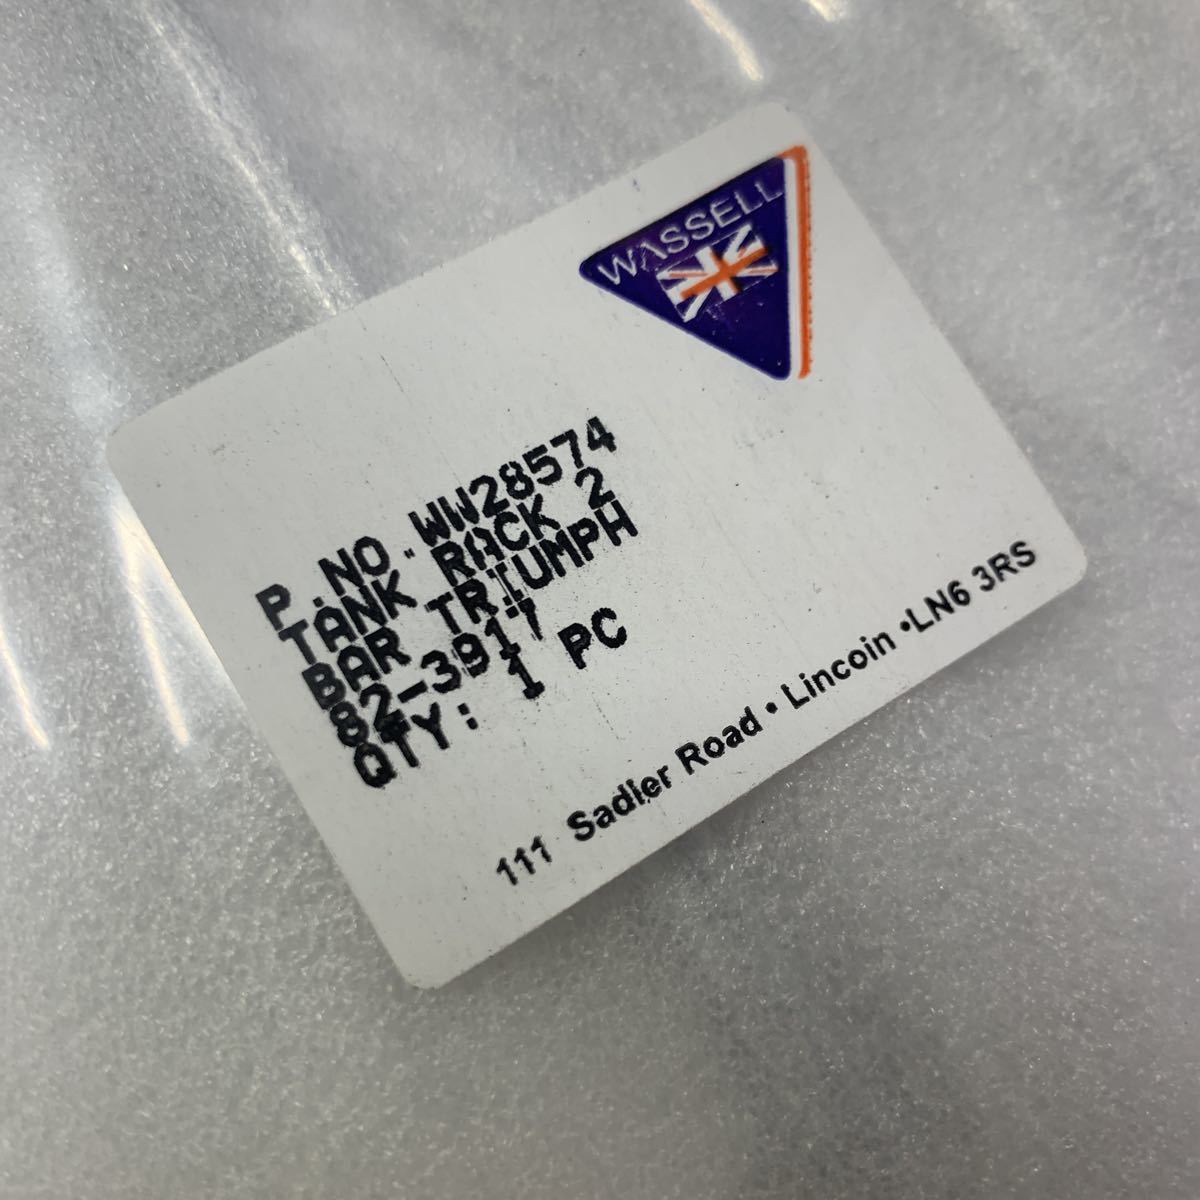 WASSELL
P.NO.WW28574
TANK RACK 2
BAR TRIUMPH
82-3917
QTY: 1 PC
111 Sadler Road • Lincoln • LN6 3RS